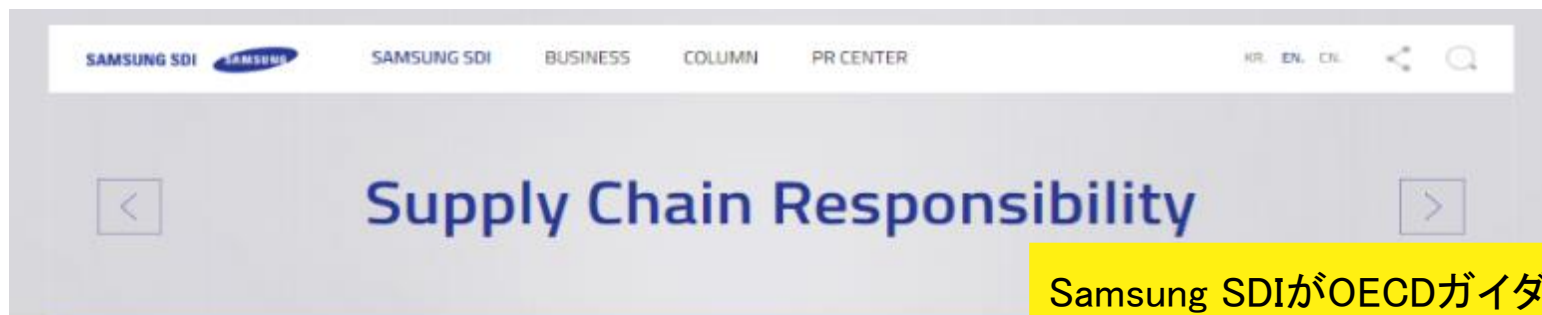 SAMSUNG SDI SAMSUNG SAMSUNG SDI BUSINESS COLUMN PR CENTER KR. EN. CN.
Supply Chain Responsibility
Samsung SDIがOECDガイダ